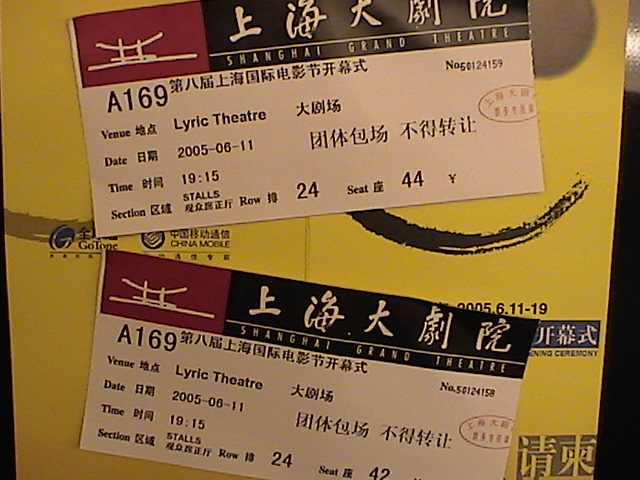 上海大劇院
SHANGHAI GRAND THEATRE
A169 第八届上海国际电影节开幕式
No50124159
Venue 地点 Lyric Theatre 大剧场
Date 日期 2005-06-11 团体包场 不得转让
Time 时间 19:15
Section 区域 STALLS 观众席正厅 Row 排 24 Seat 座 44 ¥
GoTone
中国移动通信
CHINA MOBILE
2005.6.11-19
开幕式
ENING CEREMONY
请柬
上海大劇院
SHANGHAI GRAND THEATRE
A169 第八届上海国际电影节开幕式
No.50124158
Venue 地点 Lyric Theatre 大剧场
Date 日期 2005-06-11 团体包场 不得转让
Time 时间 19:15
Section 区域 STALLS 观众席正厅 Row 排 24 Seat 座 42